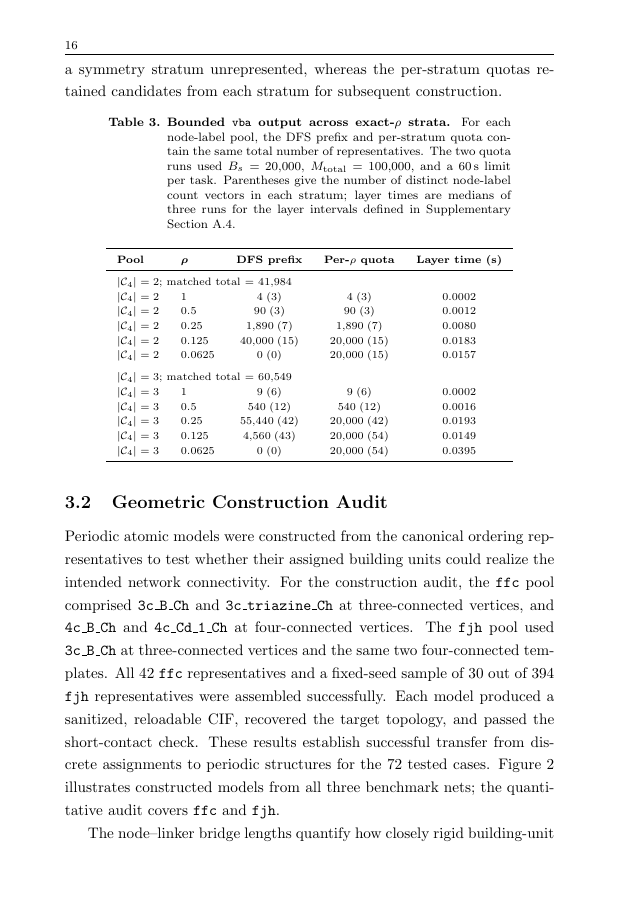 16
a symmetry stratum unrepresented, whereas the per-stratum quotas re-
tained candidates from each stratum for subsequent construction.
Table 3. Bounded vba output across exact-ρ strata. For each
node-label pool, the DFS prefix and per-stratum quota con-
tain the same total number of representatives. The two quota
runs used Bs = 20,000, Mtotal = 100,000, and a 60 s limit
per task. Parentheses give the number of distinct node-label
count vectors in each stratum; layer times are medians of
three runs for the layer intervals defined in Supplementary
Section A.4.
Pool ρ DFS prefix Per-ρ quota Layer time (s)
|C4| = 2; matched total = 41,984
|C4| = 2 1 4 (3) 4 (3) 0.0002
|C4| = 2 0.5 90 (3) 90 (3) 0.0012
|C4| = 2 0.25 1,890 (7) 1,890 (7) 0.0080
|C4| = 2 0.125 40,000 (15) 20,000 (15) 0.0183
|C4| = 2 0.0625 0 (0) 20,000 (15) 0.0157
|C4| = 3; matched total = 60,549
|C4| = 3 1 9 (6) 9 (6) 0.0002
|C4| = 3 0.5 540 (12) 540 (12) 0.0016
|C4| = 3 0.25 55,440 (42) 20,000 (42) 0.0193
|C4| = 3 0.125 4,560 (43) 20,000 (54) 0.0149
|C4| = 3 0.0625 0 (0) 20,000 (54) 0.0395
3.2 Geometric Construction Audit
Periodic atomic models were constructed from the canonical ordering rep-
resentatives to test whether their assigned building units could realize the
intended network connectivity. For the construction audit, the ffc pool
comprised 3c_B_Ch and 3c_triazine_Ch at three-connected vertices, and
4c_B_Ch and 4c_Cd_1_Ch at four-connected vertices. The fjh pool used
3c_B_Ch at three-connected vertices and the same two four-connected tem-
plates. All 42 ffc representatives and a fixed-seed sample of 30 out of 394
fjh representatives were assembled successfully. Each model produced a
sanitized, reloadable CIF, recovered the target topology, and passed the
short-contact check. These results establish successful transfer from dis-
crete assignments to periodic structures for the 72 tested cases. Figure 2
illustrates constructed models from all three benchmark nets; the quanti-
tative audit covers ffc and fjh.
The node–linker bridge lengths quantify how closely rigid building-unit